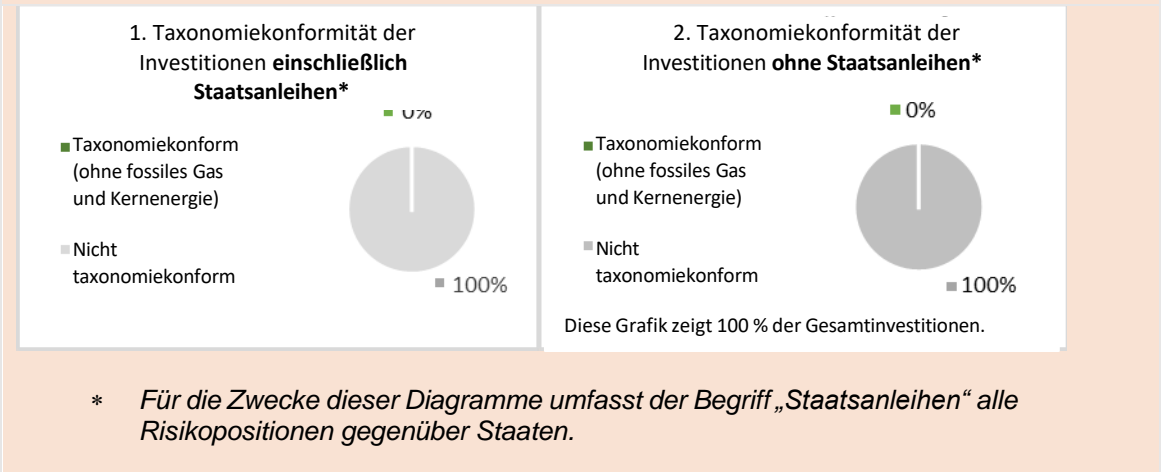 1. Taxonomiekonformität der
Investitionen einschließlich
Staatsanleihen*
0%
Taxonomiekonform
(ohne fossiles Gas
und Kernenergie)
Nicht
taxonomiekonform
100%
2. Taxonomiekonformität der
Investitionen ohne Staatsanleihen*
0%
Taxonomiekonform
(ohne fossiles Gas
und Kernenergie)
Nicht
taxonomiekonform
100%
Diese Grafik zeigt 100 % der Gesamtinvestitionen.
* Für die Zwecke dieser Diagramme umfasst der Begriff „Staatsanleihen“ alle
Risikopositionen gegenüber Staaten.